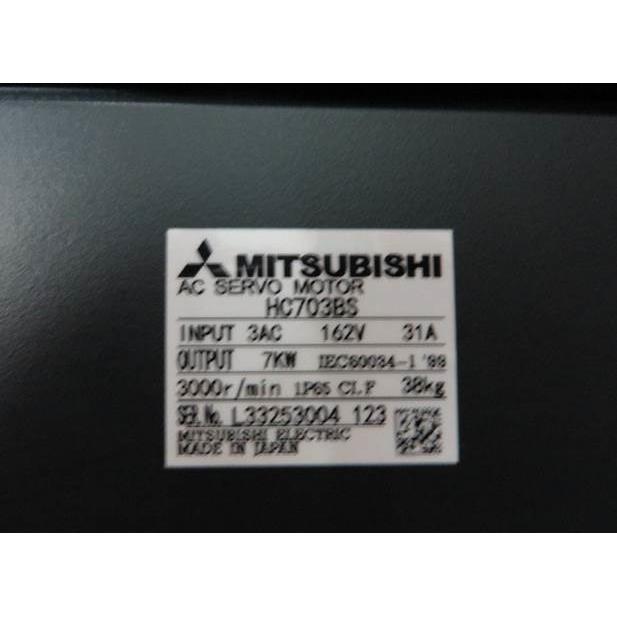 MITSUBISHI
AC SERVO MOTOR
HC703BS
INPUT 3AC 162V 31A
OUTPUT 7KW IEC60034-1 '99
3000r/min IP65 CI.F 38kg
SER.No. L33253004 123
MITSUBISHI ELECTRIC
MADE IN JAPAN